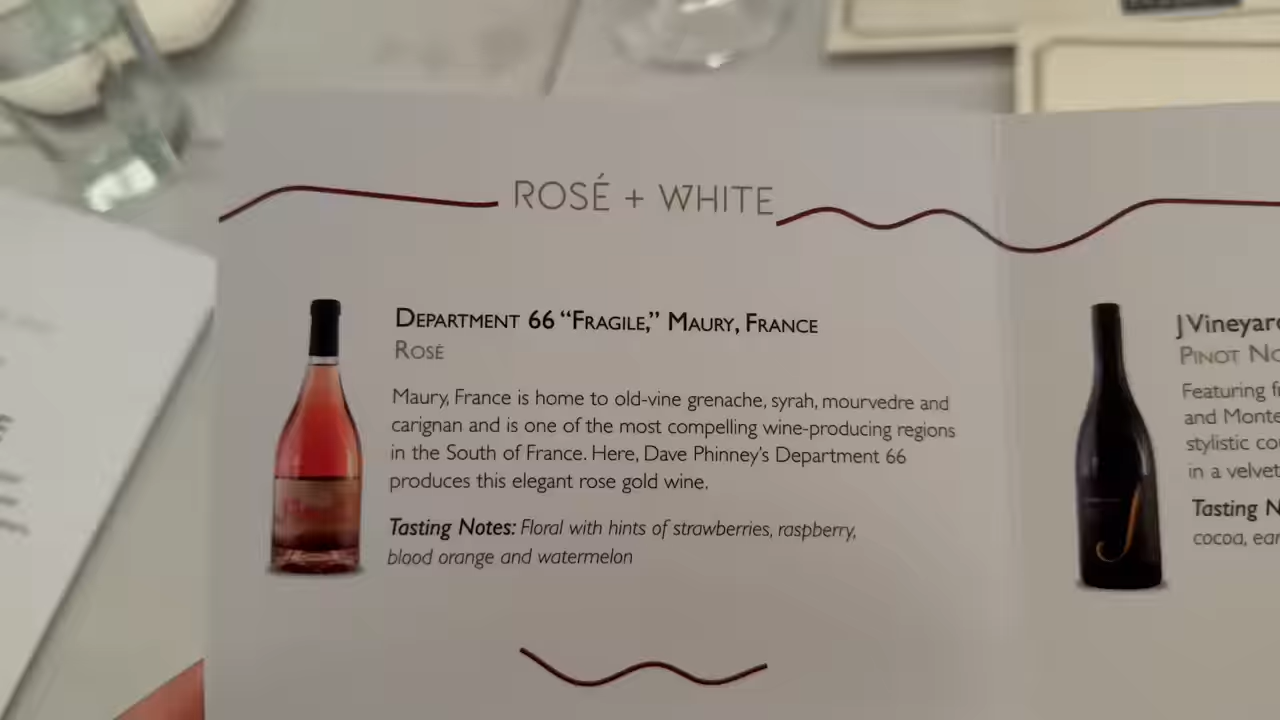 ROSÉ + WHITE
DEPARTMENT 66 “FRAGILE,” MAURY, FRANCE
ROSÉ
Maury, France is home to old-vine grenache, syrah, mourvedre and
carignan and is one of the most compelling wine-producing regions
in the South of France. Here, Dave Phinney's Department 66
produces this elegant rose gold wine.
Tasting Notes: Floral with hints of strawberries, raspberry,
blood orange and watermelon
J
PINOT
Featuring
and
stylistic
in a velvet
Tasting
cocoa,